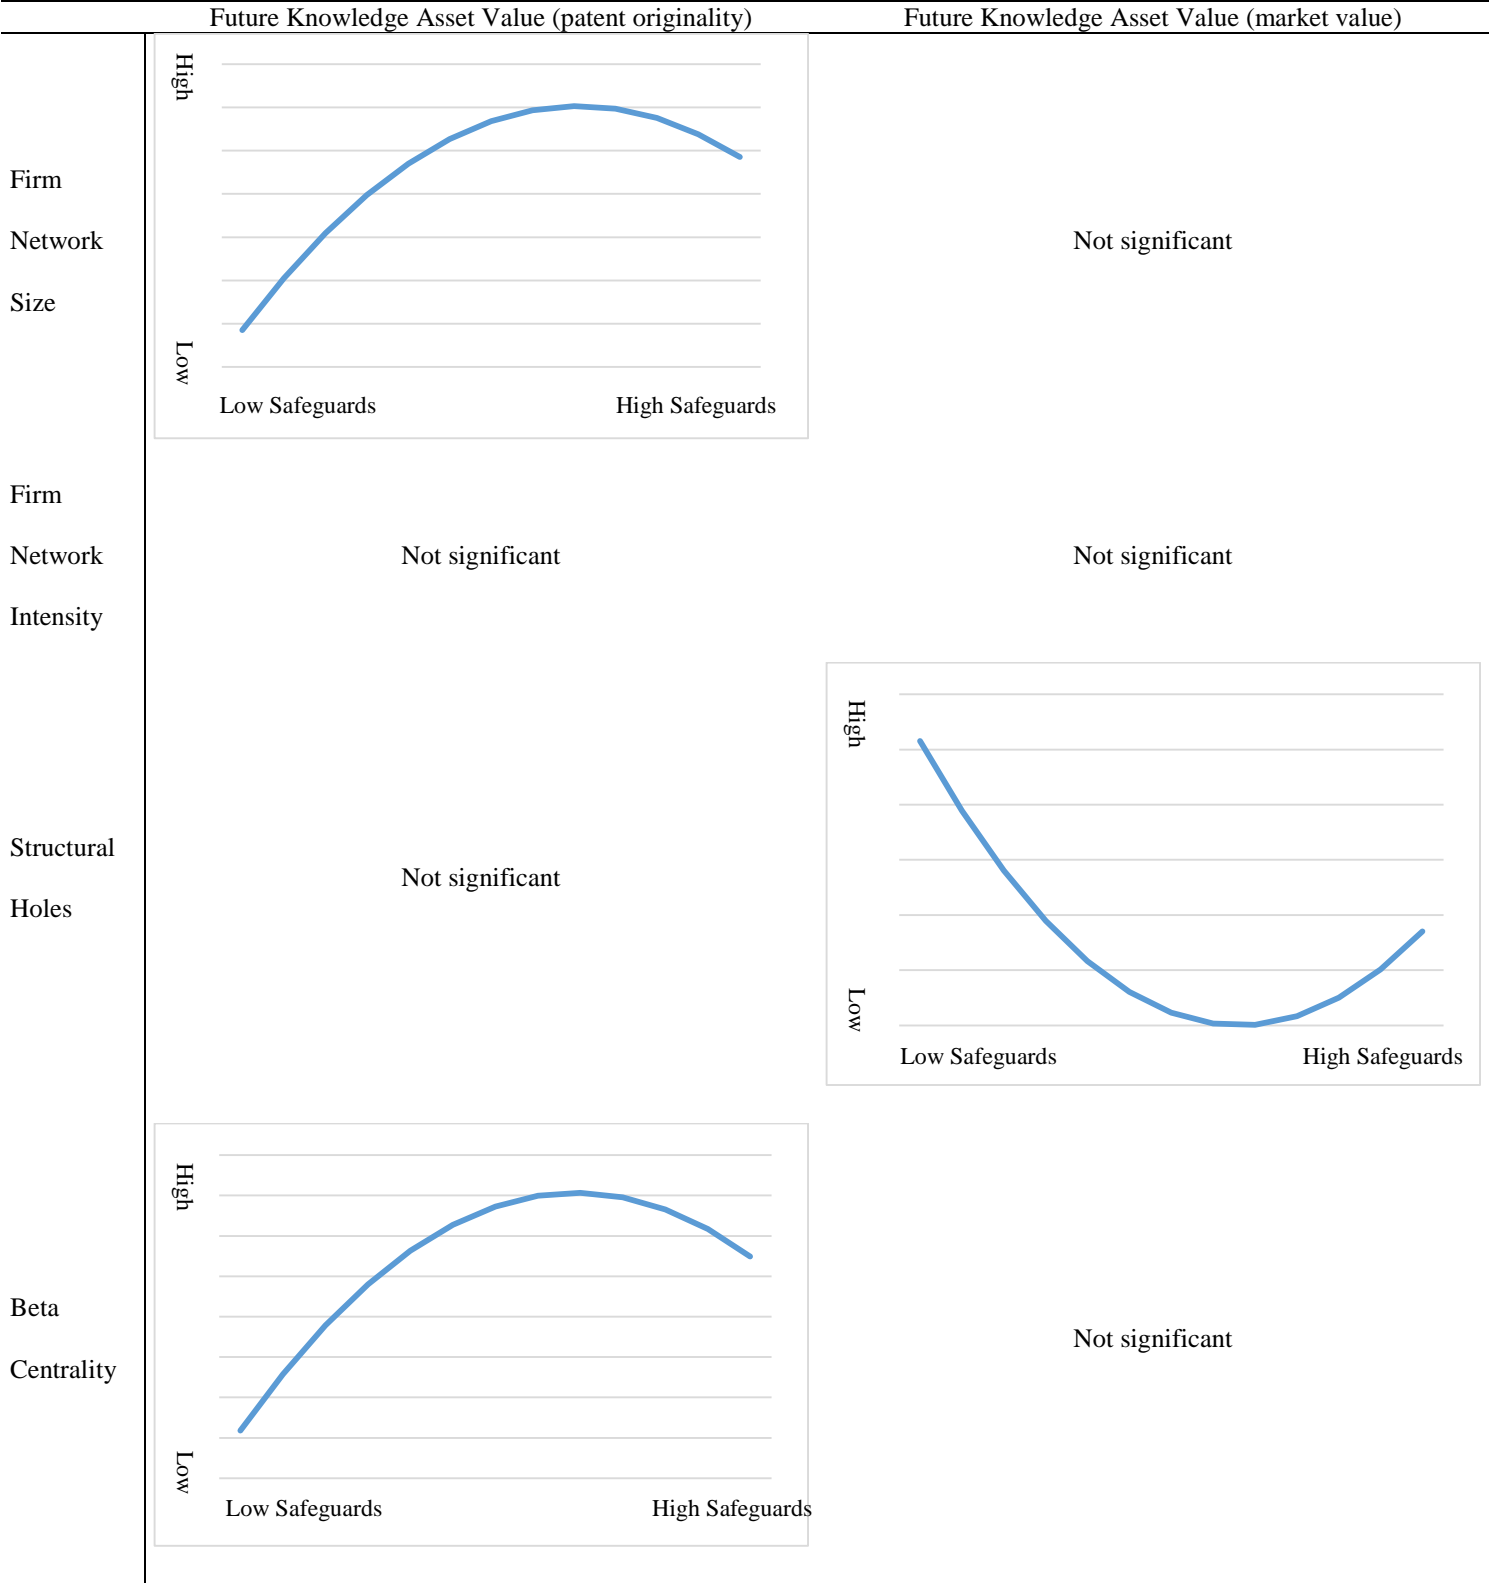 Future Knowledge Asset Value (patent originality)
Future Knowledge Asset Value (market value)
Firm
Network
Size
High
Low
Low Safeguards
High Safeguards
Not significant
Firm
Network
Intensity
Not significant
Not significant
Structural
Holes
Not significant
High
Low
Low Safeguards
High Safeguards
Beta
Centrality
High
Low
Low Safeguards
High Safeguards
Not significant